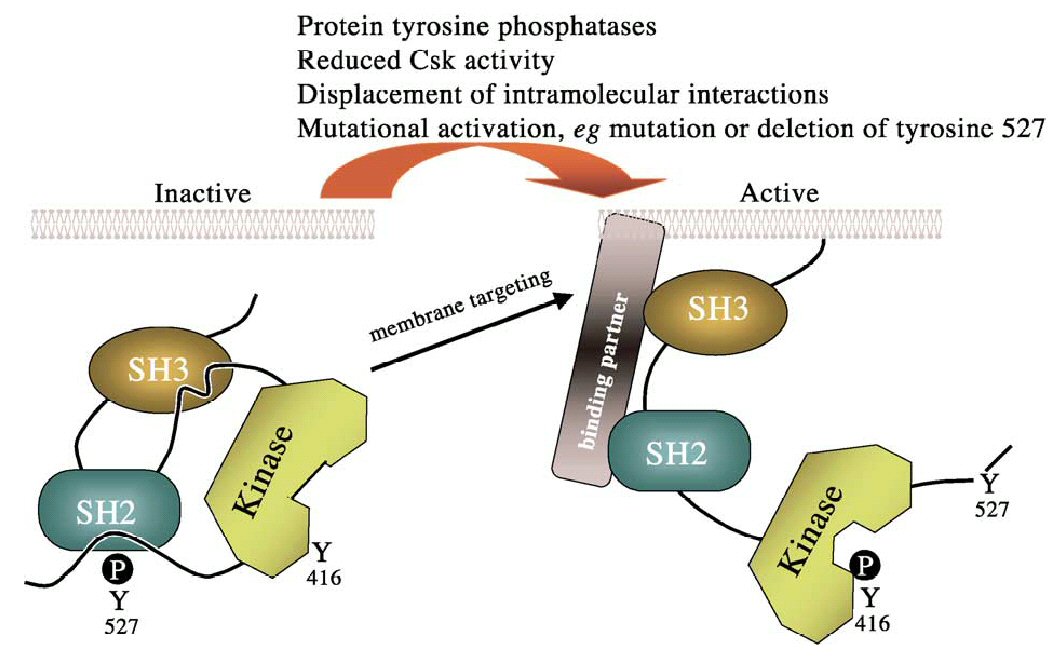 Protein tyrosine phosphatases
Reduced Csk activity
Displacement of intramolecular interactions
Mutational activation, eg mutation or deletion of tyrosine 527
Inactive
Active
membrane targeting
binding partner
SH3
SH2
Kinase
P
Y
527
Y
416
SH3
SH2
Kinase
Y
527
P
Y
416